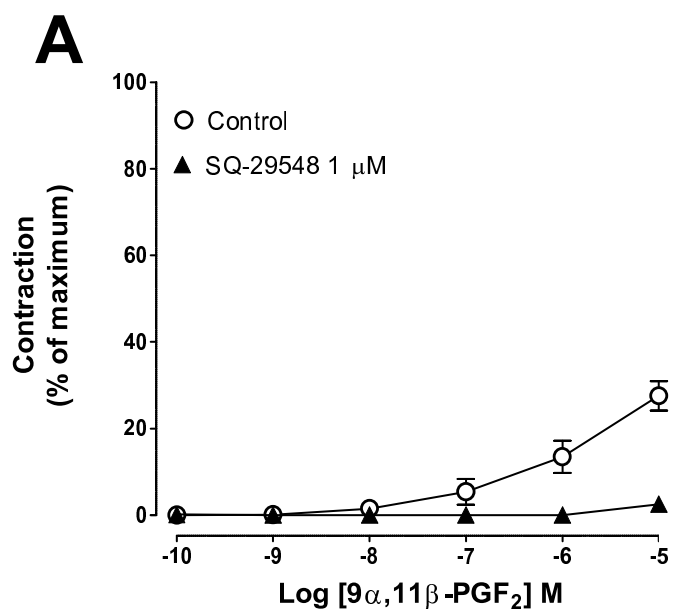 A
100
80
60
40
20
0
Contraction
(% of maximum)
Control
SQ-29548 1 μM
-10 -9 -8 -7 -6 -5
Log [9α,11β-PGF₂] M